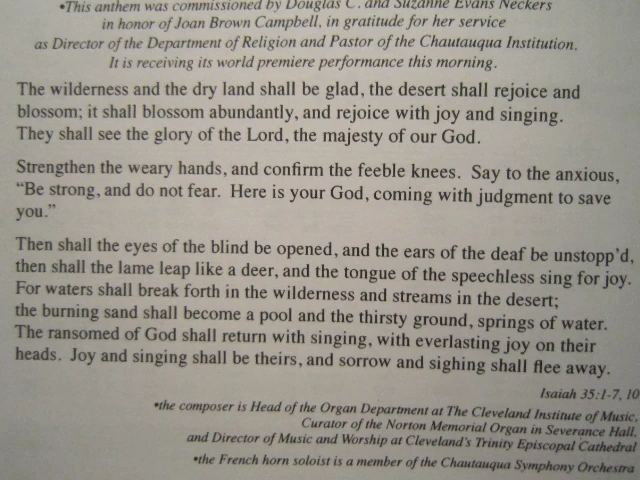 •This anthem was commissioned by Douglas C. and Suzanne Evans Neckers
in honor of Joan Brown Campbell, in gratitude for her service
as Director of the Department of Religion and Pastor of the Chautauqua Institution.
It is receiving its world premiere performance this morning.
The wilderness and the dry land shall be glad, the desert shall rejoice and
blossom; it shall blossom abundantly, and rejoice with joy and singing.
They shall see the glory of the Lord, the majesty of our God.
Strengthen the weary hands, and confirm the feeble knees. Say to the anxious,
“Be strong, and do not fear. Here is your God, coming with judgment to save
you.”
Then shall the eyes of the blind be opened, and the ears of the deaf be unstopp’d,
then shall the lame leap like a deer, and the tongue of the speechless sing for joy.
For waters shall break forth in the wilderness and streams in the desert;
the burning sand shall become a pool and the thirsty ground, springs of water.
The ransomed of God shall return with singing, with everlasting joy on their
heads. Joy and singing shall be theirs, and sorrow and sighing shall flee away.
Isaiah 35:1-7, 10
•the composer is Head of the Organ Department at The Cleveland Institute of Music,
Curator of the Norton Memorial Organ in Severance Hall,
and Director of Music and Worship at Cleveland’s Trinity Episcopal Cathedral
•the French horn soloist is a member of the Chautauqua Symphony Orchestra